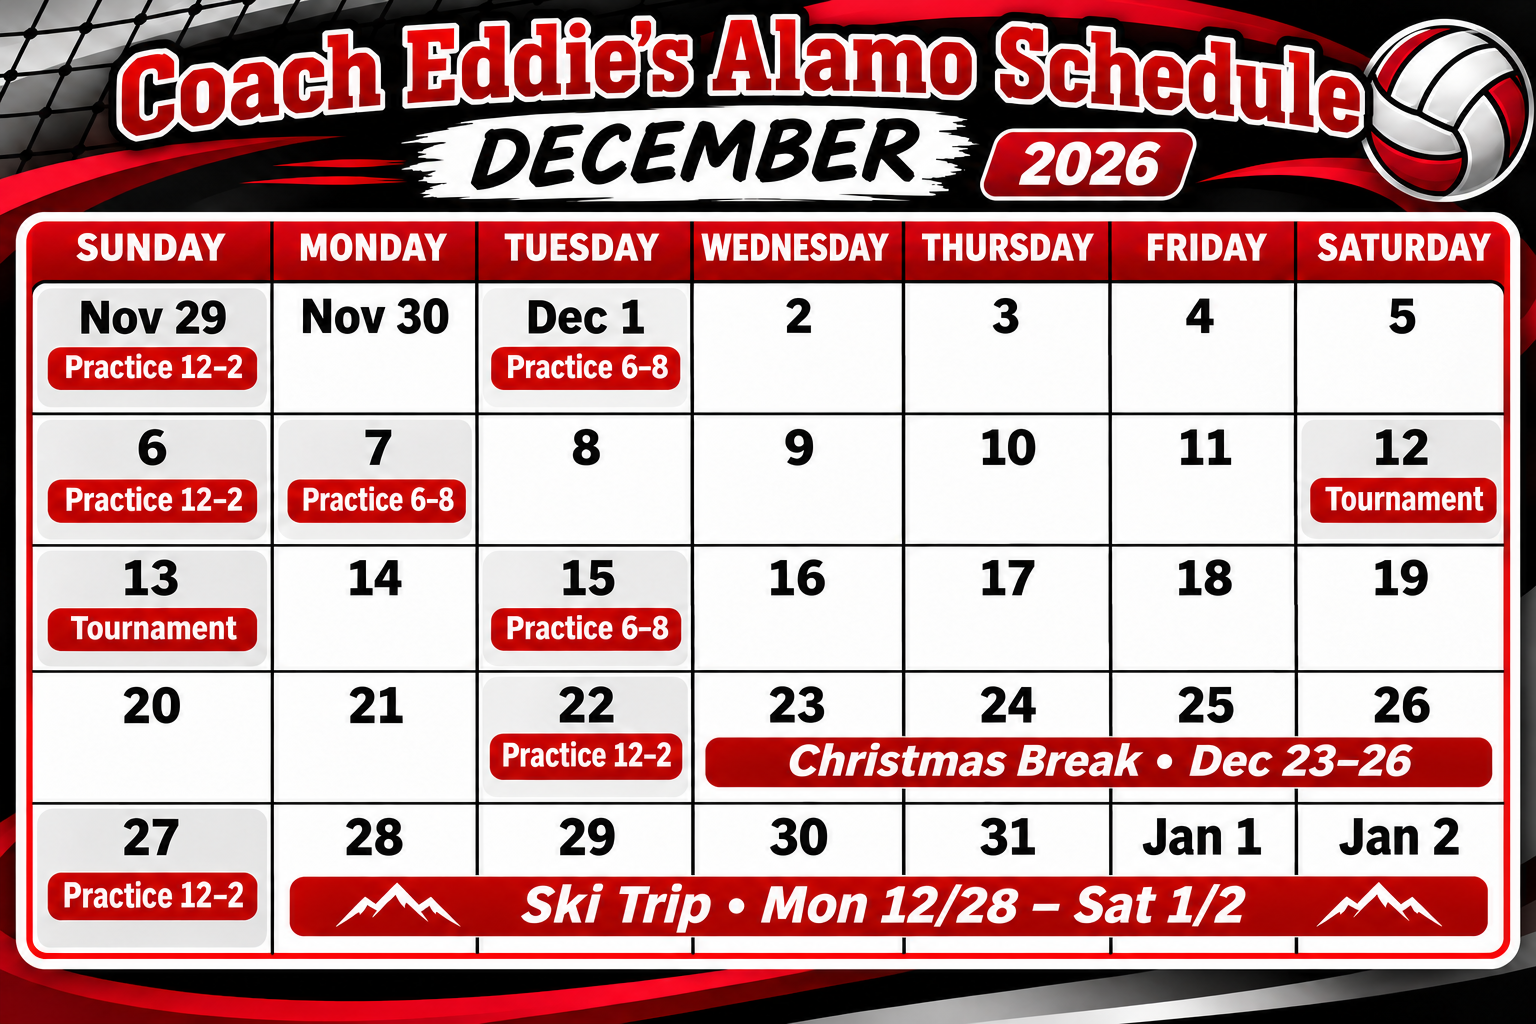 Coach Eddie's Alamo Schedule
DECEMBER
2026
SUNDAY MONDAY TUESDAY WEDNESDAY THURSDAY FRIDAY SATURDAY
Nov 29 Nov 30 Dec 1 2 3 4 5
Practice 12–2 Practice 6–8
6 7 8 9 10 11 12
Practice 12–2 Practice 6–8 Tournament
13 14 15 16 17 18 19
Tournament Practice 6–8
20 21 22 23 24 25 26
Practice 12–2 Christmas Break • Dec 23–26
27 28 29 30 31 Jan 1 Jan 2
Practice 12–2 Ski Trip • Mon 12/28 – Sat 1/2